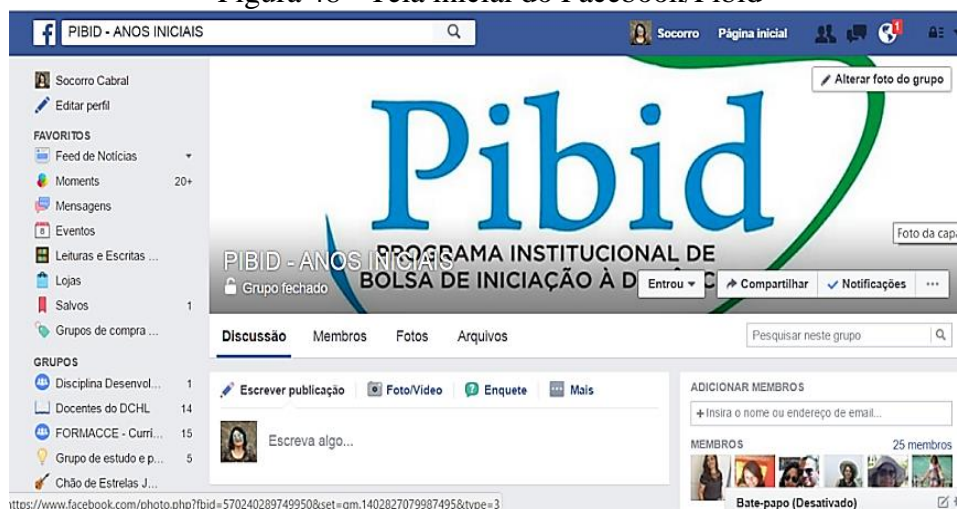 Figura 48 - Tela inicial do Facebook/Pibid
PIBID - ANOS INICIAIS
Socorro
Página inicial
1
Socorro Cabral
Editar perfil
FAVORITOS
Feed de Notícias
Moments 20+
Mensagens
Eventos
Leituras e Escritas ...
Lojas
Salvos 1
Grupos de compra ...
GRUPOS
Disciplina Desenvol... 1
Docentes do DCHL 14
FORMACCE - Curri... 15
Grupo de estudo e p... 5
Chão de Estrelas J...
ttps://www.facebook.com/photo.php?fbid=5702402897499508&set=gm.1402827079987495&type=3
Alterar foto do grupo
Pibid
PROGRAMA INSTITUCIONAL DE
BOLSA DE INICIAÇÃO À D
Foto da capa
PIBID - ANOS INICIAIS
Grupo fechado
Entrou
Compartilhar
Notificações
...
Discussão Membros Fotos Arquivos
Pesquisar neste grupo
Escrever publicação Foto/Vídeo Enquete Mais
Escreva algo...
ADICIONAR MEMBROS
+Insira o nome ou endereço de email...
MEMBROS 25 membros
Bate-papo (Desativado)